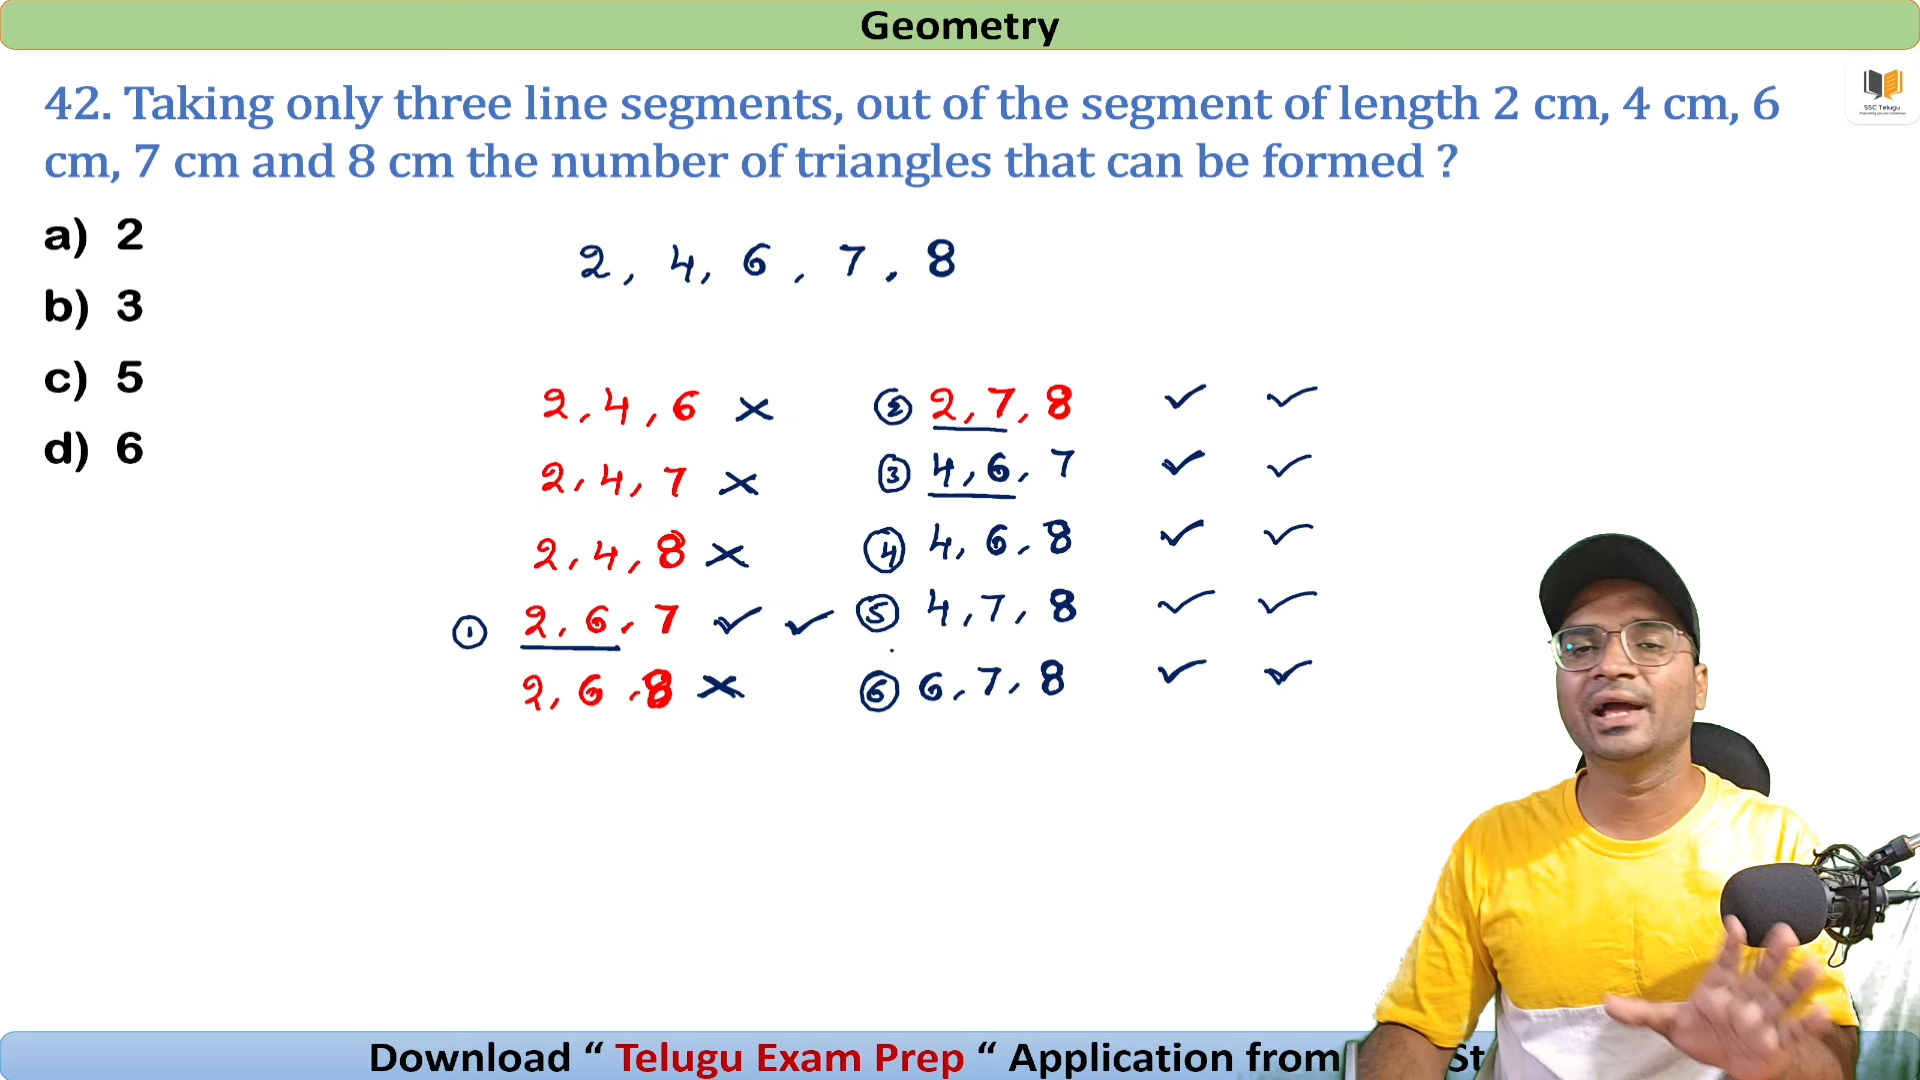 Geometry
42. Taking only three line segments, out of the segment of length 2 cm, 4 cm, 6
cm, 7 cm and 8 cm the number of triangles that can be formed ?
SSC Telugu
a) 2
b) 3
c) 5
d) 6
2, 4, 6, 7, 8
2, 4, 6 ×
2, 4, 7 ×
2, 4, 8 ×
① 2, 6, 7 ✓ ✓
2, 6, 8 ×
② 2, 7, 8 ✓ ✓
③ 4, 6, 7 ✓ ✓
④ 4, 6, 8 ✓ ✓
⑤ 4, 7, 8 ✓ ✓
⑥ 6, 7, 8 ✓ ✓
Download “ Telugu Exam Prep “ Application from St